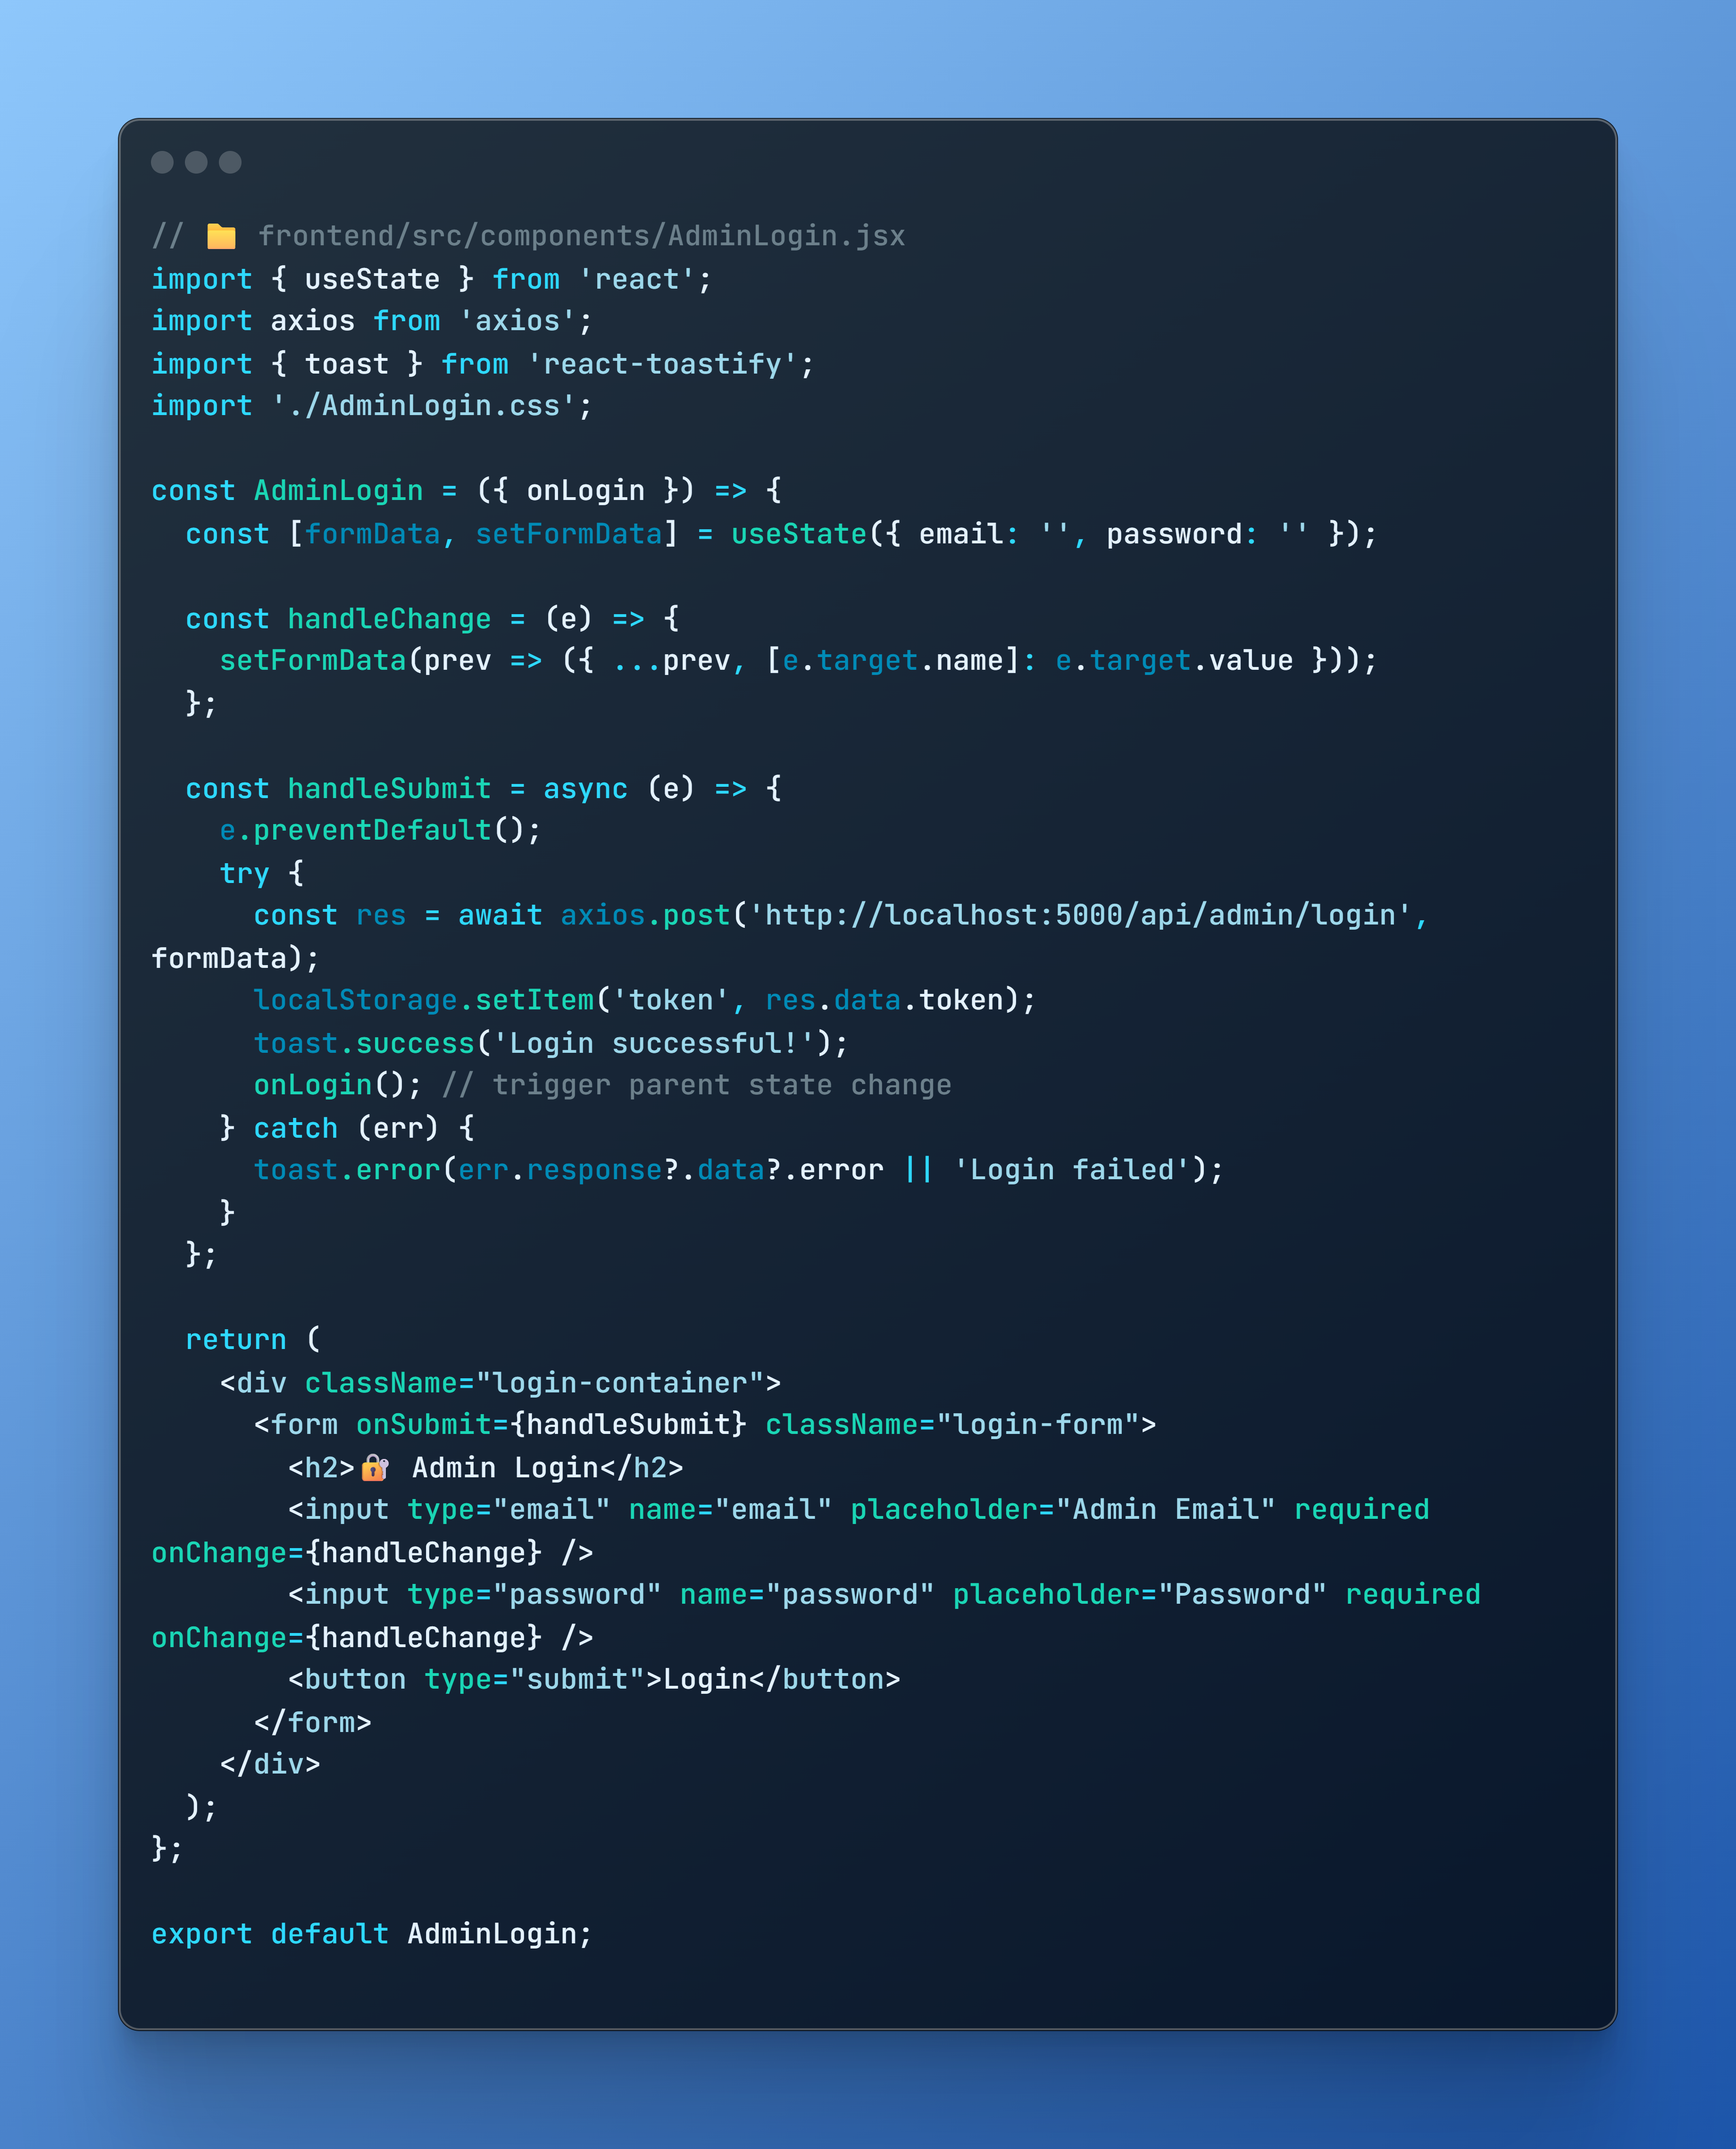 // 📁 frontend/src/components/AdminLogin.jsx
import { useState } from 'react';
import axios from 'axios';
import { toast } from 'react-toastify';
import './AdminLogin.css';

const AdminLogin = ({ onLogin }) => {
  const [formData, setFormData] = useState({ email: '', password: '' });

  const handleChange = (e) => {
    setFormData(prev => ({ ...prev, [e.target.name]: e.target.value }));
  };

  const handleSubmit = async (e) => {
    e.preventDefault();
    try {
      const res = await axios.post('http://localhost:5000/api/admin/login',
formData);
      localStorage.setItem('token', res.data.token);
      toast.success('Login successful!');
      onLogin(); // trigger parent state change
    } catch (err) {
      toast.error(err.response?.data?.error || 'Login failed');
    }
  };

  return (
    <div className="login-container">
      <form onSubmit={handleSubmit} className="login-form">
        <h2>🔐 Admin Login</h2>
        <input type="email" name="email" placeholder="Admin Email" required
onChange={handleChange} />
        <input type="password" name="password" placeholder="Password" required
onChange={handleChange} />
        <button type="submit">Login</button>
      </form>
    </div>
  );
};

export default AdminLogin;